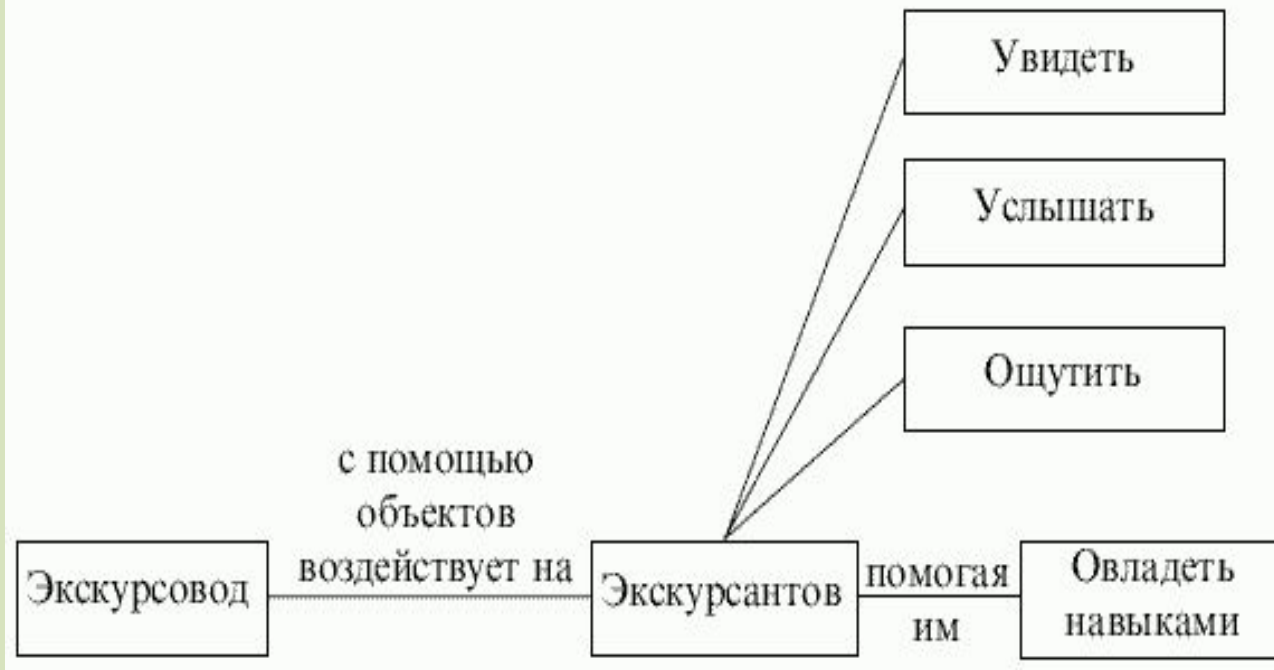 Увидеть
Услышать
Ощутить
с помощью
объектов
воздействует на
Экскурсовод
Экскурсантов
помогая
им
Овладеть
навыками